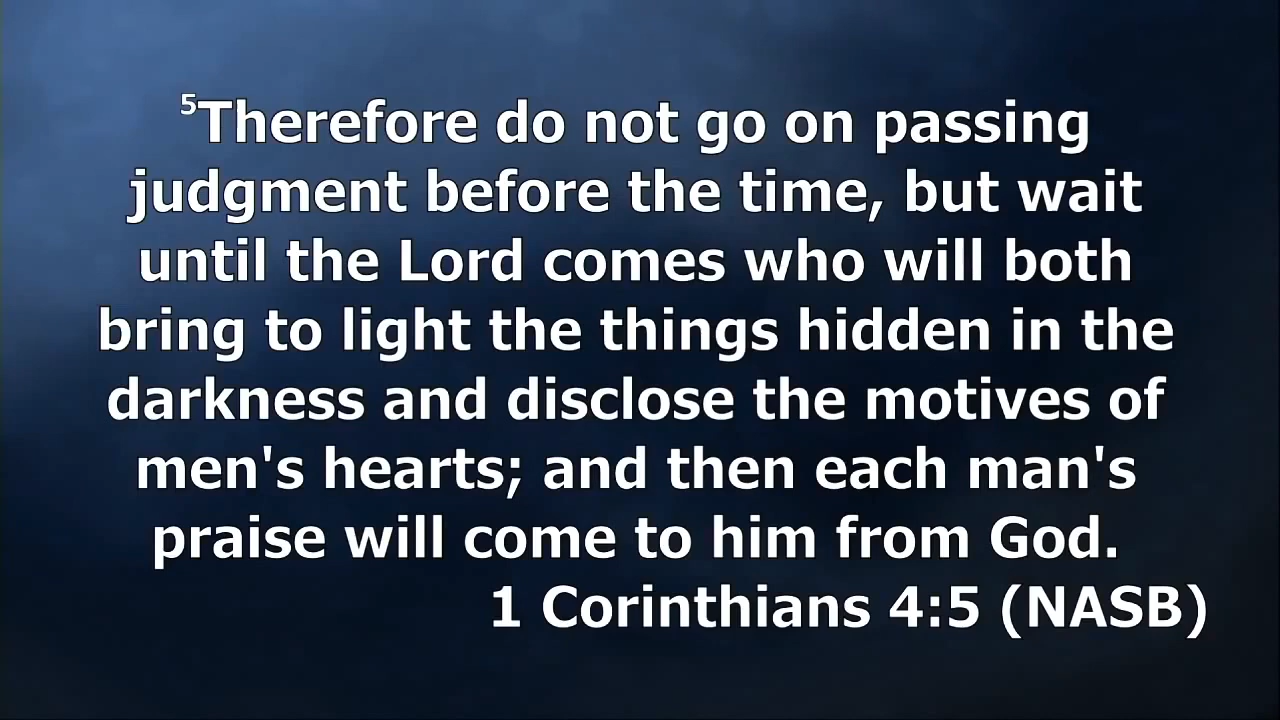 ⁵Therefore do not go on passing
judgment before the time, but wait
until the Lord comes who will both
bring to light the things hidden in the
darkness and disclose the motives of
men's hearts; and then each man's
praise will come to him from God.
1 Corinthians 4:5 (NASB)